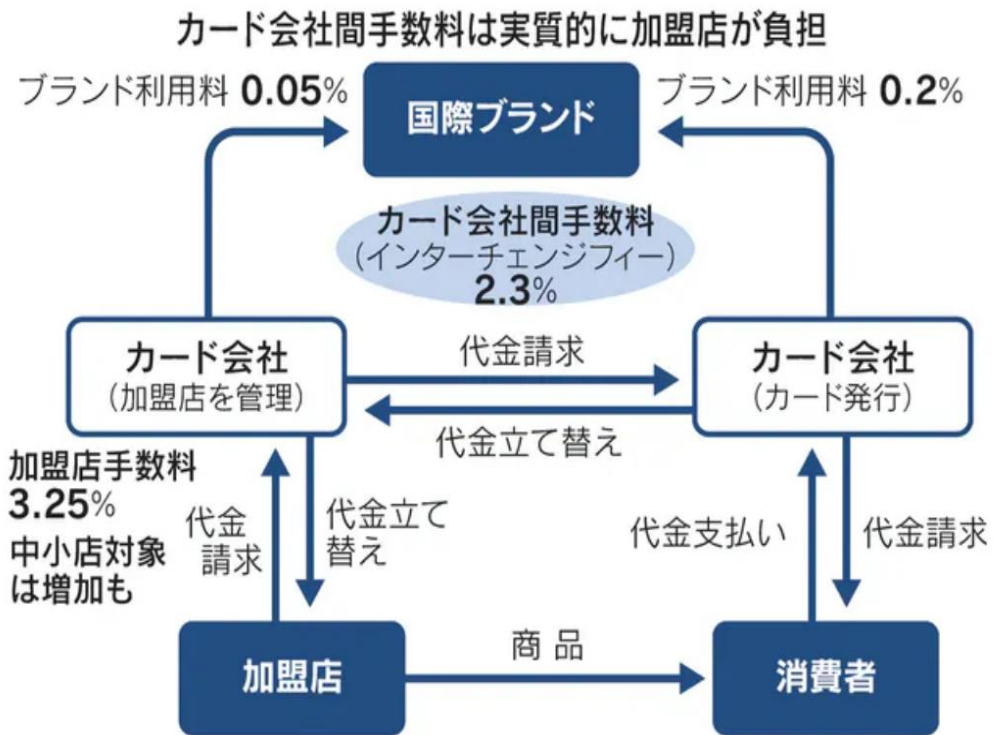 カード会社間手数料は実質的に加盟店が負担
ブランド利用料 0.05%
ブランド利用料 0.2%
国際ブランド
カード会社間手数料
（インターチェンジフィー）
2.3%
カード会社
（加盟店を管理）
代金請求
カード会社
（カード発行）
代金立て替え
加盟店手数料
3.25%
中小店対象
は増加も
代金
請求
代金立て
替え
代金支払い
代金請求
加盟店
商品
消費者